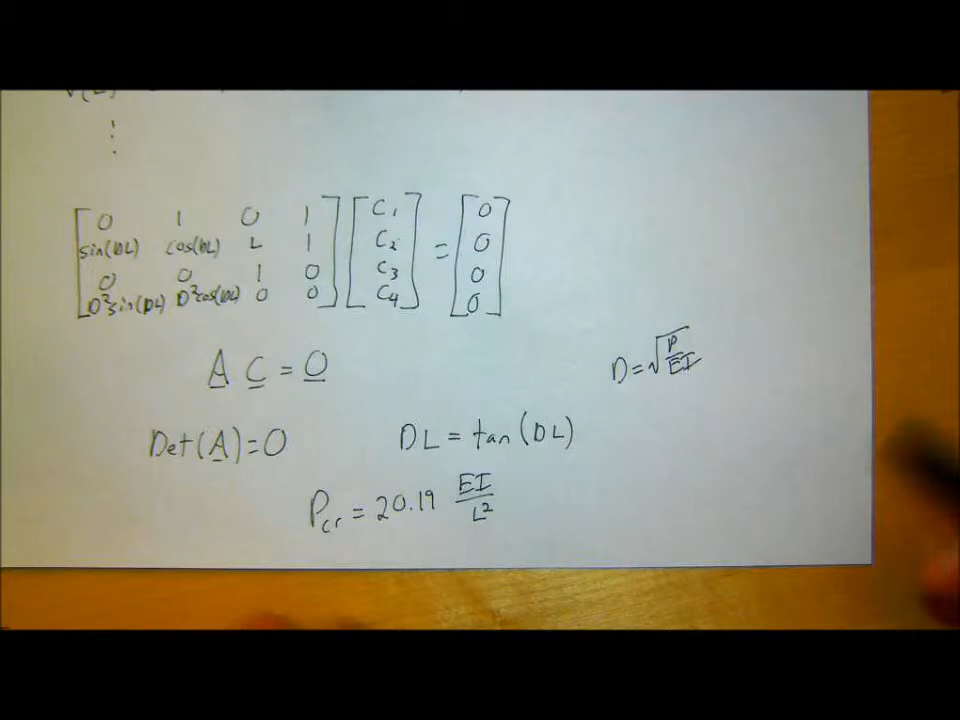 ⋮
[0 1 0 1] [C₁] = [0]
[sin(DL) cos(DL) L 1] [C₂] [0]
[0 0 1 0] [C₃] [0]
[D²sin(DL) D²cos(DL) 0 0] [C₄] [0]
A C = 0
D = √(P/EI)
Det(A) = 0 DL = tan(DL)
Pcr = 20.19 EI/L²